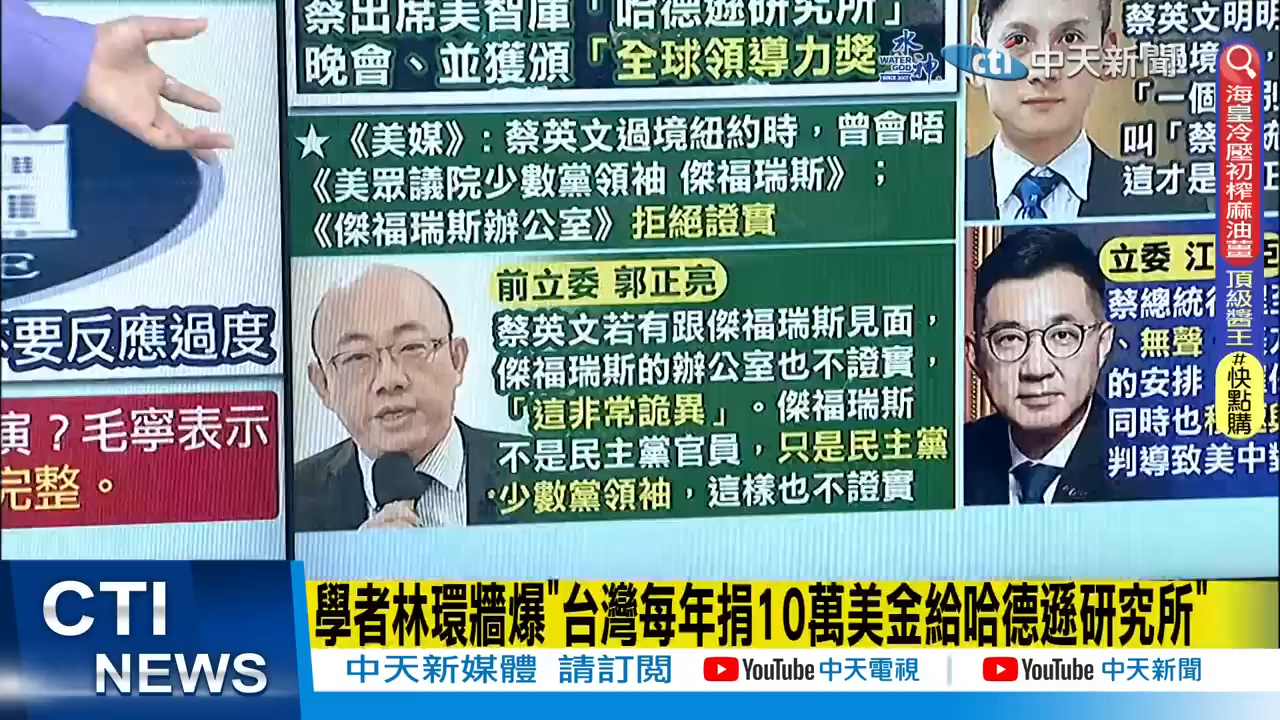 蔡出席美智庫「哈德遜研究所」
晚會、並獲頒「全球領導力獎
水神
WATER GOD
SINCE 2007
cti 中天新聞
★《美媒》：蔡英文過境紐約時，曾會晤
《美眾議院少數黨領袖 傑福瑞斯》；
《傑福瑞斯辦公室》拒絕證實
前立委 郭正亮
蔡英文若有跟傑福瑞斯見面，
傑福瑞斯的辦公室也不證實，
「這非常詭異」。傑福瑞斯
不是民主黨官員，只是民主黨
少數黨領袖，這樣也不證實
蔡英文明明
過境
「一個
叫「蔡
這才是
立委 江
蔡總統
、無聲
的安排
同時也
判導致美中
E
要反應過度
演？毛寧表示
完整。
海皇冷壓初榨麻油薑
頂級醬王
#快點購
CTI
NEWS
學者林環牆爆"台灣每年捐10萬美金給哈德遜研究所"
中天新媒體 請訂閱 YouTube 中天電視 | YouTube 中天新聞